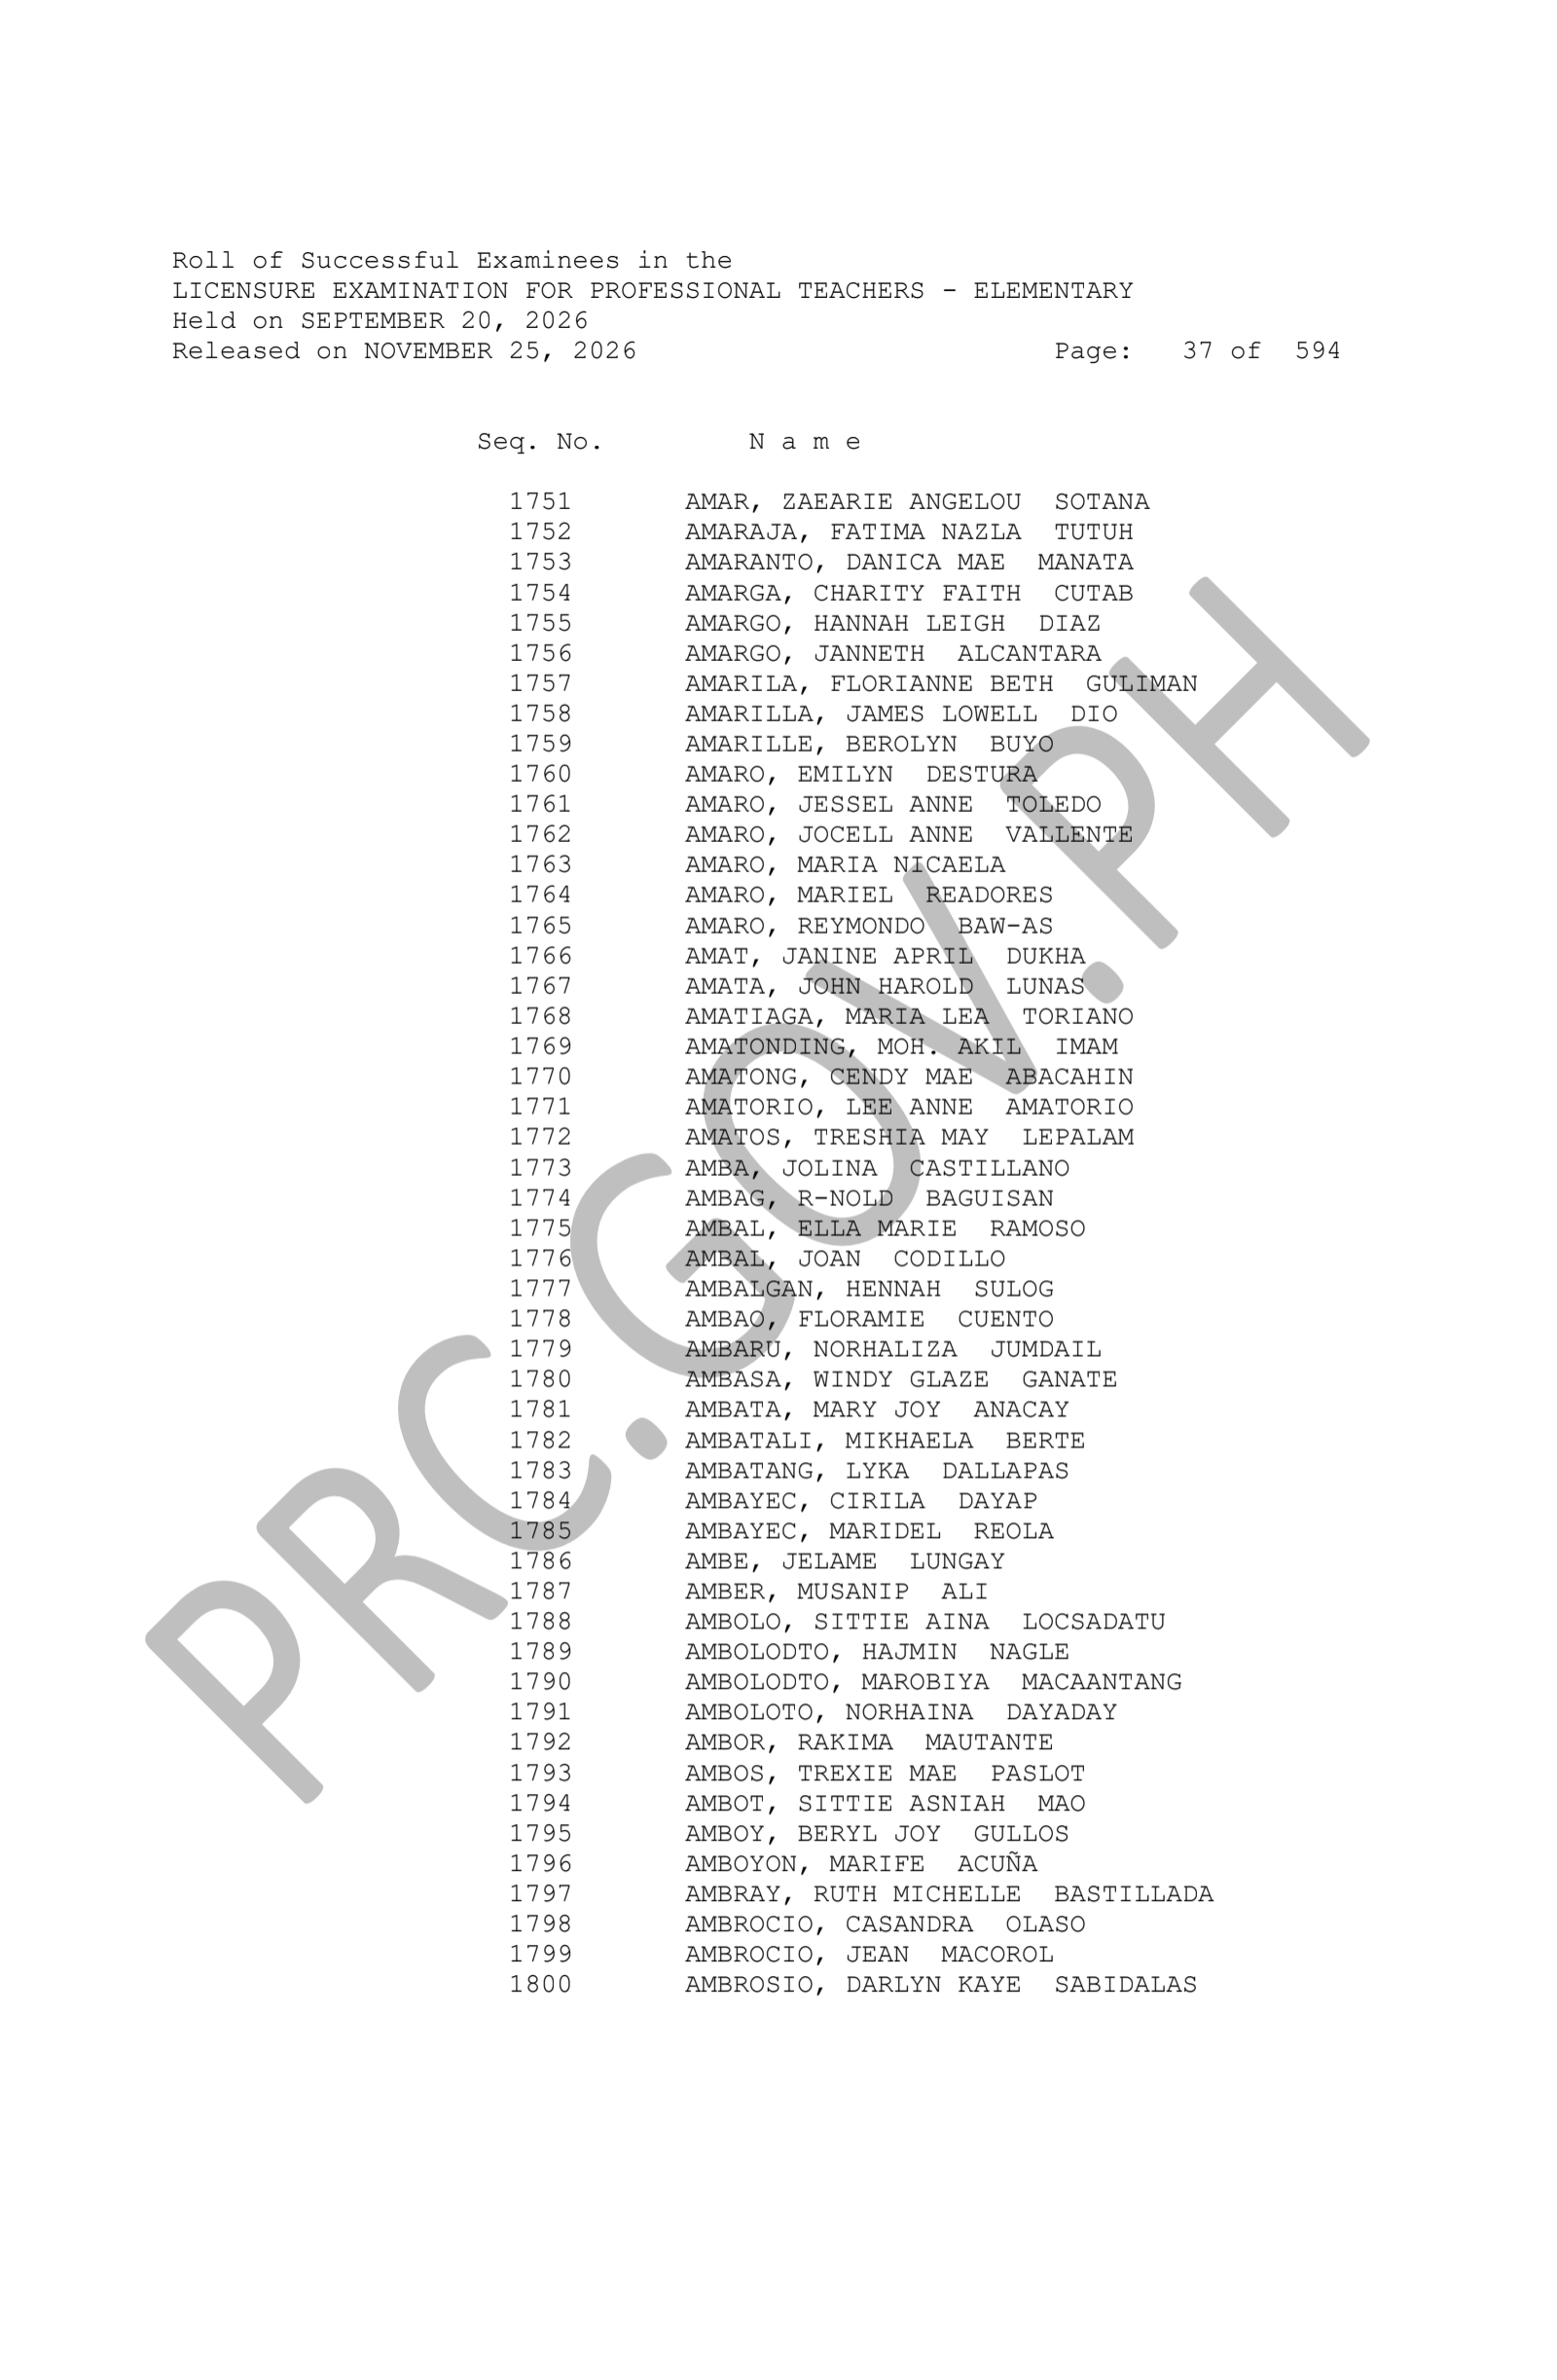 Roll of Successful Examinees in the
LICENSURE EXAMINATION FOR PROFESSIONAL TEACHERS - ELEMENTARY
Held on SEPTEMBER 20, 2026
Released on NOVEMBER 25, 2026 Page: 37 of 594
Seq. No. N a m e
1751 AMAR, ZAEARIE ANGELOU SOTANA
1752 AMARAJA, FATIMA NAZLA TUTUH
1753 AMARANTO, DANICA MAE MANATA
1754 AMARGA, CHARITY FAITH CUTAB
1755 AMARGO, HANNAH LEIGH DIAZ
1756 AMARGO, JANNETH ALCANTARA
1757 AMARILA, FLORIANNE BETH GULIMAN
1758 AMARILLA, JAMES LOWELL DIO
1759 AMARILLE, BEROLYN BUYO
1760 AMARO, EMILYN DESTURA
1761 AMARO, JESSEL ANNE TOLEDO
1762 AMARO, JOCELL ANNE VALLENTE
1763 AMARO, MARIA NICAELA
1764 AMARO, MARIEL READORES
1765 AMARO, REYMONDO BAW-AS
1766 AMAT, JANINE APRIL DUKHA
1767 AMATA, JOHN HAROLD LUNAS
1768 AMATIAGA, MARIA LEA TORIANO
1769 AMATONDING, MOH. AKIL IMAM
1770 AMATONG, CENDY MAE ABACAHIN
1771 AMATORIO, LEE ANNE AMATORIO
1772 AMATOS, TRESHIA MAY LEPALAM
1773 AMBA, JOLINA CASTILLANO
1774 AMBAG, R-NOLD BAGUISAN
1775 AMBAL, ELLA MARIE RAMOSO
1776 AMBAL, JOAN CODILLO
1777 AMBALGAN, HENNAH SULOG
1778 AMBAO, FLORAMIE CUENTO
1779 AMBARU, NORHALIZA JUMDAIL
1780 AMBASA, WINDY GLAZE GANATE
1781 AMBATA, MARY JOY ANACAY
1782 AMBATALI, MIKHAELA BERTE
1783 AMBATANG, LYKA DALLAPAS
1784 AMBAYEC, CIRILA DAYAP
1785 AMBAYEC, MARIDEL REOLA
1786 AMBE, JELAME LUNGAY
1787 AMBER, MUSANIP ALI
1788 AMBOLO, SITTIE AINA LOCSADATU
1789 AMBOLODTO, HAJMIN NAGLE
1790 AMBOLODTO, MAROBIYA MACAANTANG
1791 AMBOLOTO, NORHAINA DAYADAY
1792 AMBOR, RAKIMA MAUTANTE
1793 AMBOS, TREXIE MAE PASLOT
1794 AMBOT, SITTIE ASNIAH MAO
1795 AMBOY, BERYL JOY GULLOS
1796 AMBOYON, MARIFE ACUÑA
1797 AMBRAY, RUTH MICHELLE BASTILLADA
1798 AMBROCIO, CASANDRA OLASO
1799 AMBROCIO, JEAN MACOROL
1800 AMBROSIO, DARLYN KAYE SABIDALAS
PRC.GOV.PH